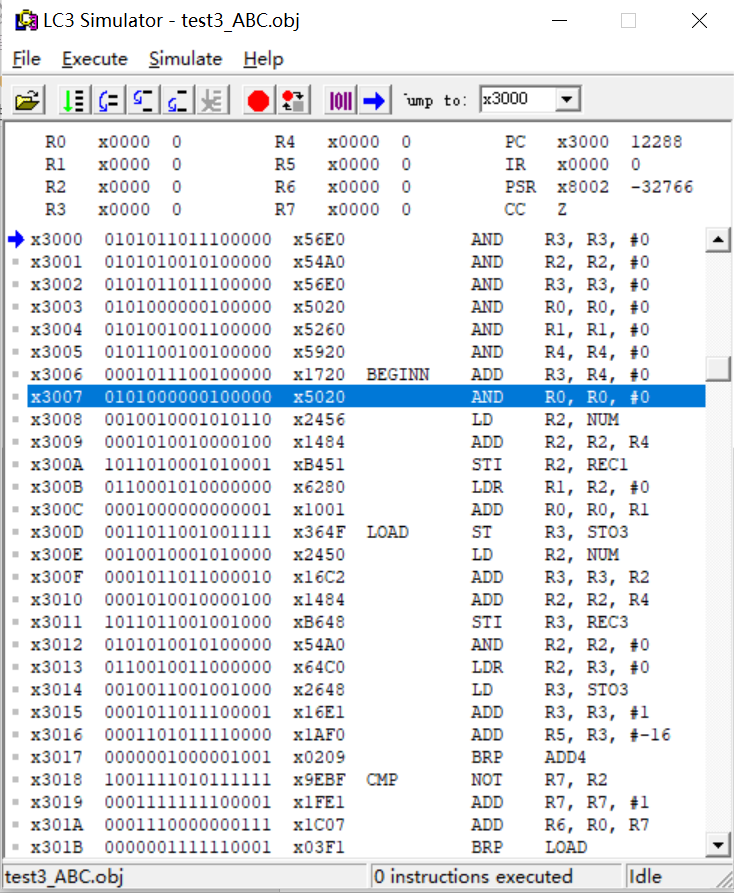 LC3 Simulator - test3_ABC.obj
File Execute Simulate Help
Jump to: x3000
R0 x0000 0 R4 x0000 0 PC x3000 12288
R1 x0000 0 R5 x0000 0 IR x0000 0
R2 x0000 0 R6 x0000 0 PSR x8002 -32766
R3 x0000 0 R7 x0000 0 CC Z
x3000 0101011011100000 x56E0 AND R3, R3, #0
x3001 0101010010100000 x54A0 AND R2, R2, #0
x3002 0101011011100000 x56E0 AND R3, R3, #0
x3003 0101000000100000 x5020 AND R0, R0, #0
x3004 0101001001100000 x5260 AND R1, R1, #0
x3005 0101100100100000 x5920 AND R4, R4, #0
x3006 0001011100100000 x1720 BEGINN ADD R3, R4, #0
x3007 0101000000100000 x5020 AND R0, R0, #0
x3008 0010010001010110 x2456 LD R2, NUM
x3009 0001010010000100 x1484 ADD R2, R2, R4
x300A 1011010001010001 xB451 STI R2, REC1
x300B 0110001010000000 x6280 LDR R1, R2, #0
x300C 0001000000000001 x1001 ADD R0, R0, R1
x300D 0011011001001111 x364F LOAD ST R3, STO3
x300E 0010010001010000 x2450 LD R2, NUM
x300F 0001011011000010 x16C2 ADD R3, R3, R2
x3010 0001010010000100 x1484 ADD R2, R2, R4
x3011 1011011001001000 xB648 STI R3, REC3
x3012 0101010010100000 x54A0 AND R2, R2, #0
x3013 0110010011000000 x64C0 LDR R2, R3, #0
x3014 0010011001001000 x2648 LD R3, STO3
x3015 0001011011100001 x16E1 ADD R3, R3, #1
x3016 0001101011110000 x1AF0 ADD R5, R3, #-16
x3017 0000001000001001 x0209 BRP ADD4
x3018 1001111010111111 x9EBF CMP NOT R7, R2
x3019 0001111111100001 x1FE1 ADD R7, R7, #1
x301A 0001110000000111 x1C07 ADD R6, R0, R7
x301B 0000001111110001 x03F1 BRP LOAD
test3_ABC.obj 0 instructions executed Idle